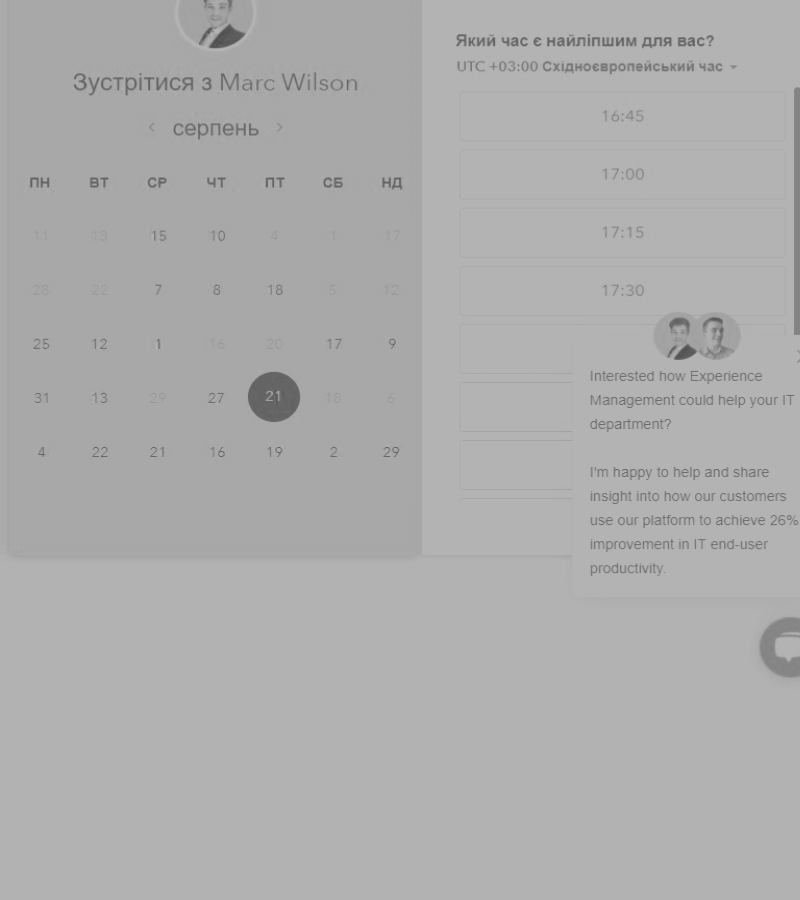 Зустрітися з Marc Wilson
серпень
ПН ВТ СР ЧТ ПТ СБ НД
11 13 15 10 4 1 17
28 22 7 8 18 5 12
25 12 1 16 20 17 9
31 13 29 27 21 18 6
4 22 21 16 19 2 29
Який час є найліпшим для вас?
UTC +03:00 Східноєвропейський час
16:45
17:00
17:15
17:30
Interested how Experience
Management could help your IT
department?
I'm happy to help and share
insight into how our customers
use our platform to achieve 26%
improvement in IT end-user
productivity.